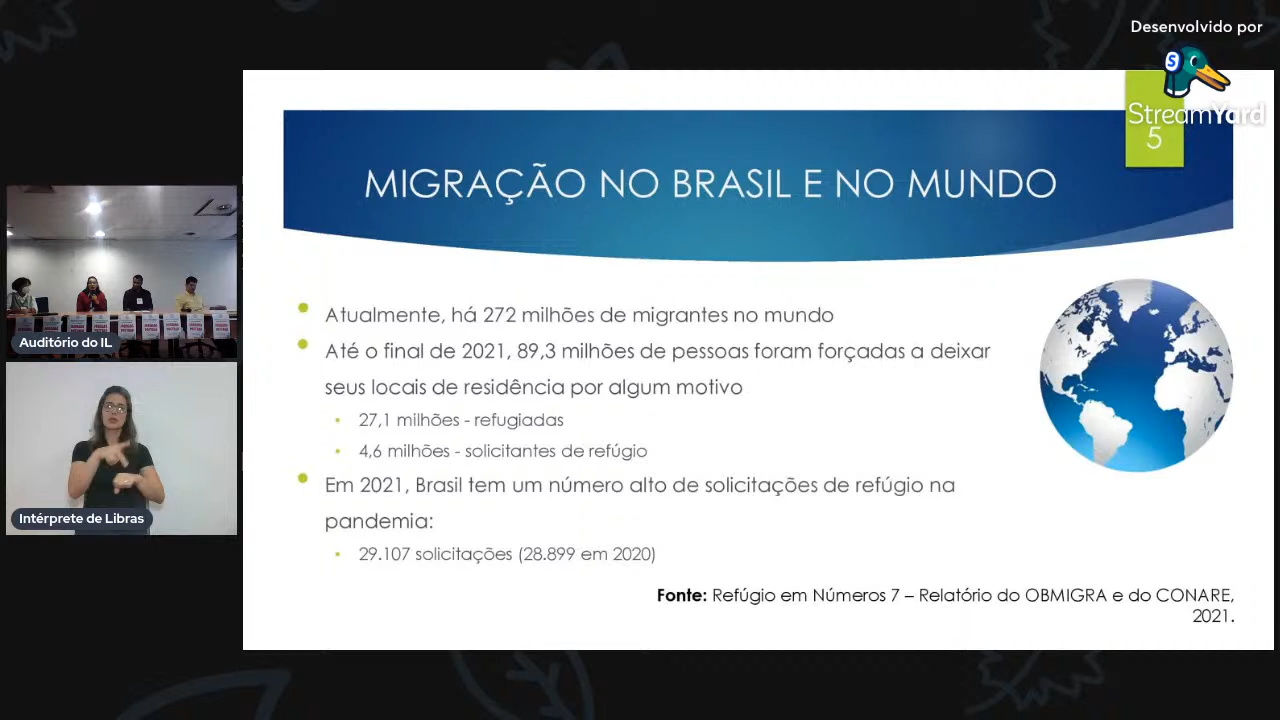 Desenvolvido por
StreamYard
5
MIGRAÇÃO NO BRASIL E NO MUNDO
Atualmente, há 272 milhões de migrantes no mundo
Até o final de 2021, 89,3 milhões de pessoas foram forçadas a deixar
seus locais de residência por algum motivo
27,1 milhões - refugiadas
4,6 milhões - solicitantes de refúgio
Em 2021, Brasil tem um número alto de solicitações de refúgio na
pandemia:
29.107 solicitações (28.899 em 2020)
Fonte: Refúgio em Números 7 – Relatório do OBMIGRA e do CONARE,
2021.
Auditório do IL
Intérprete de Libras